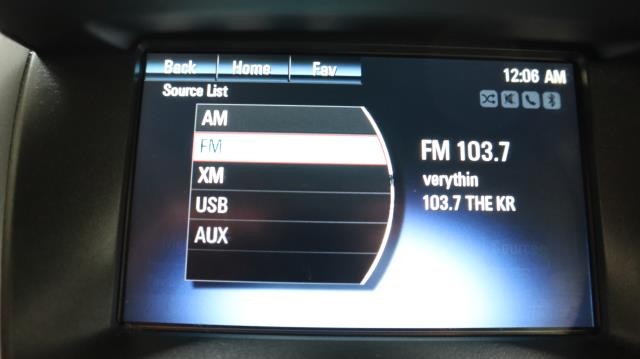 Back Home Fav
12:06 AM
Source List
AM
FM
XM
USB
AUX
FM 103.7
verythin
103.7 THE KR